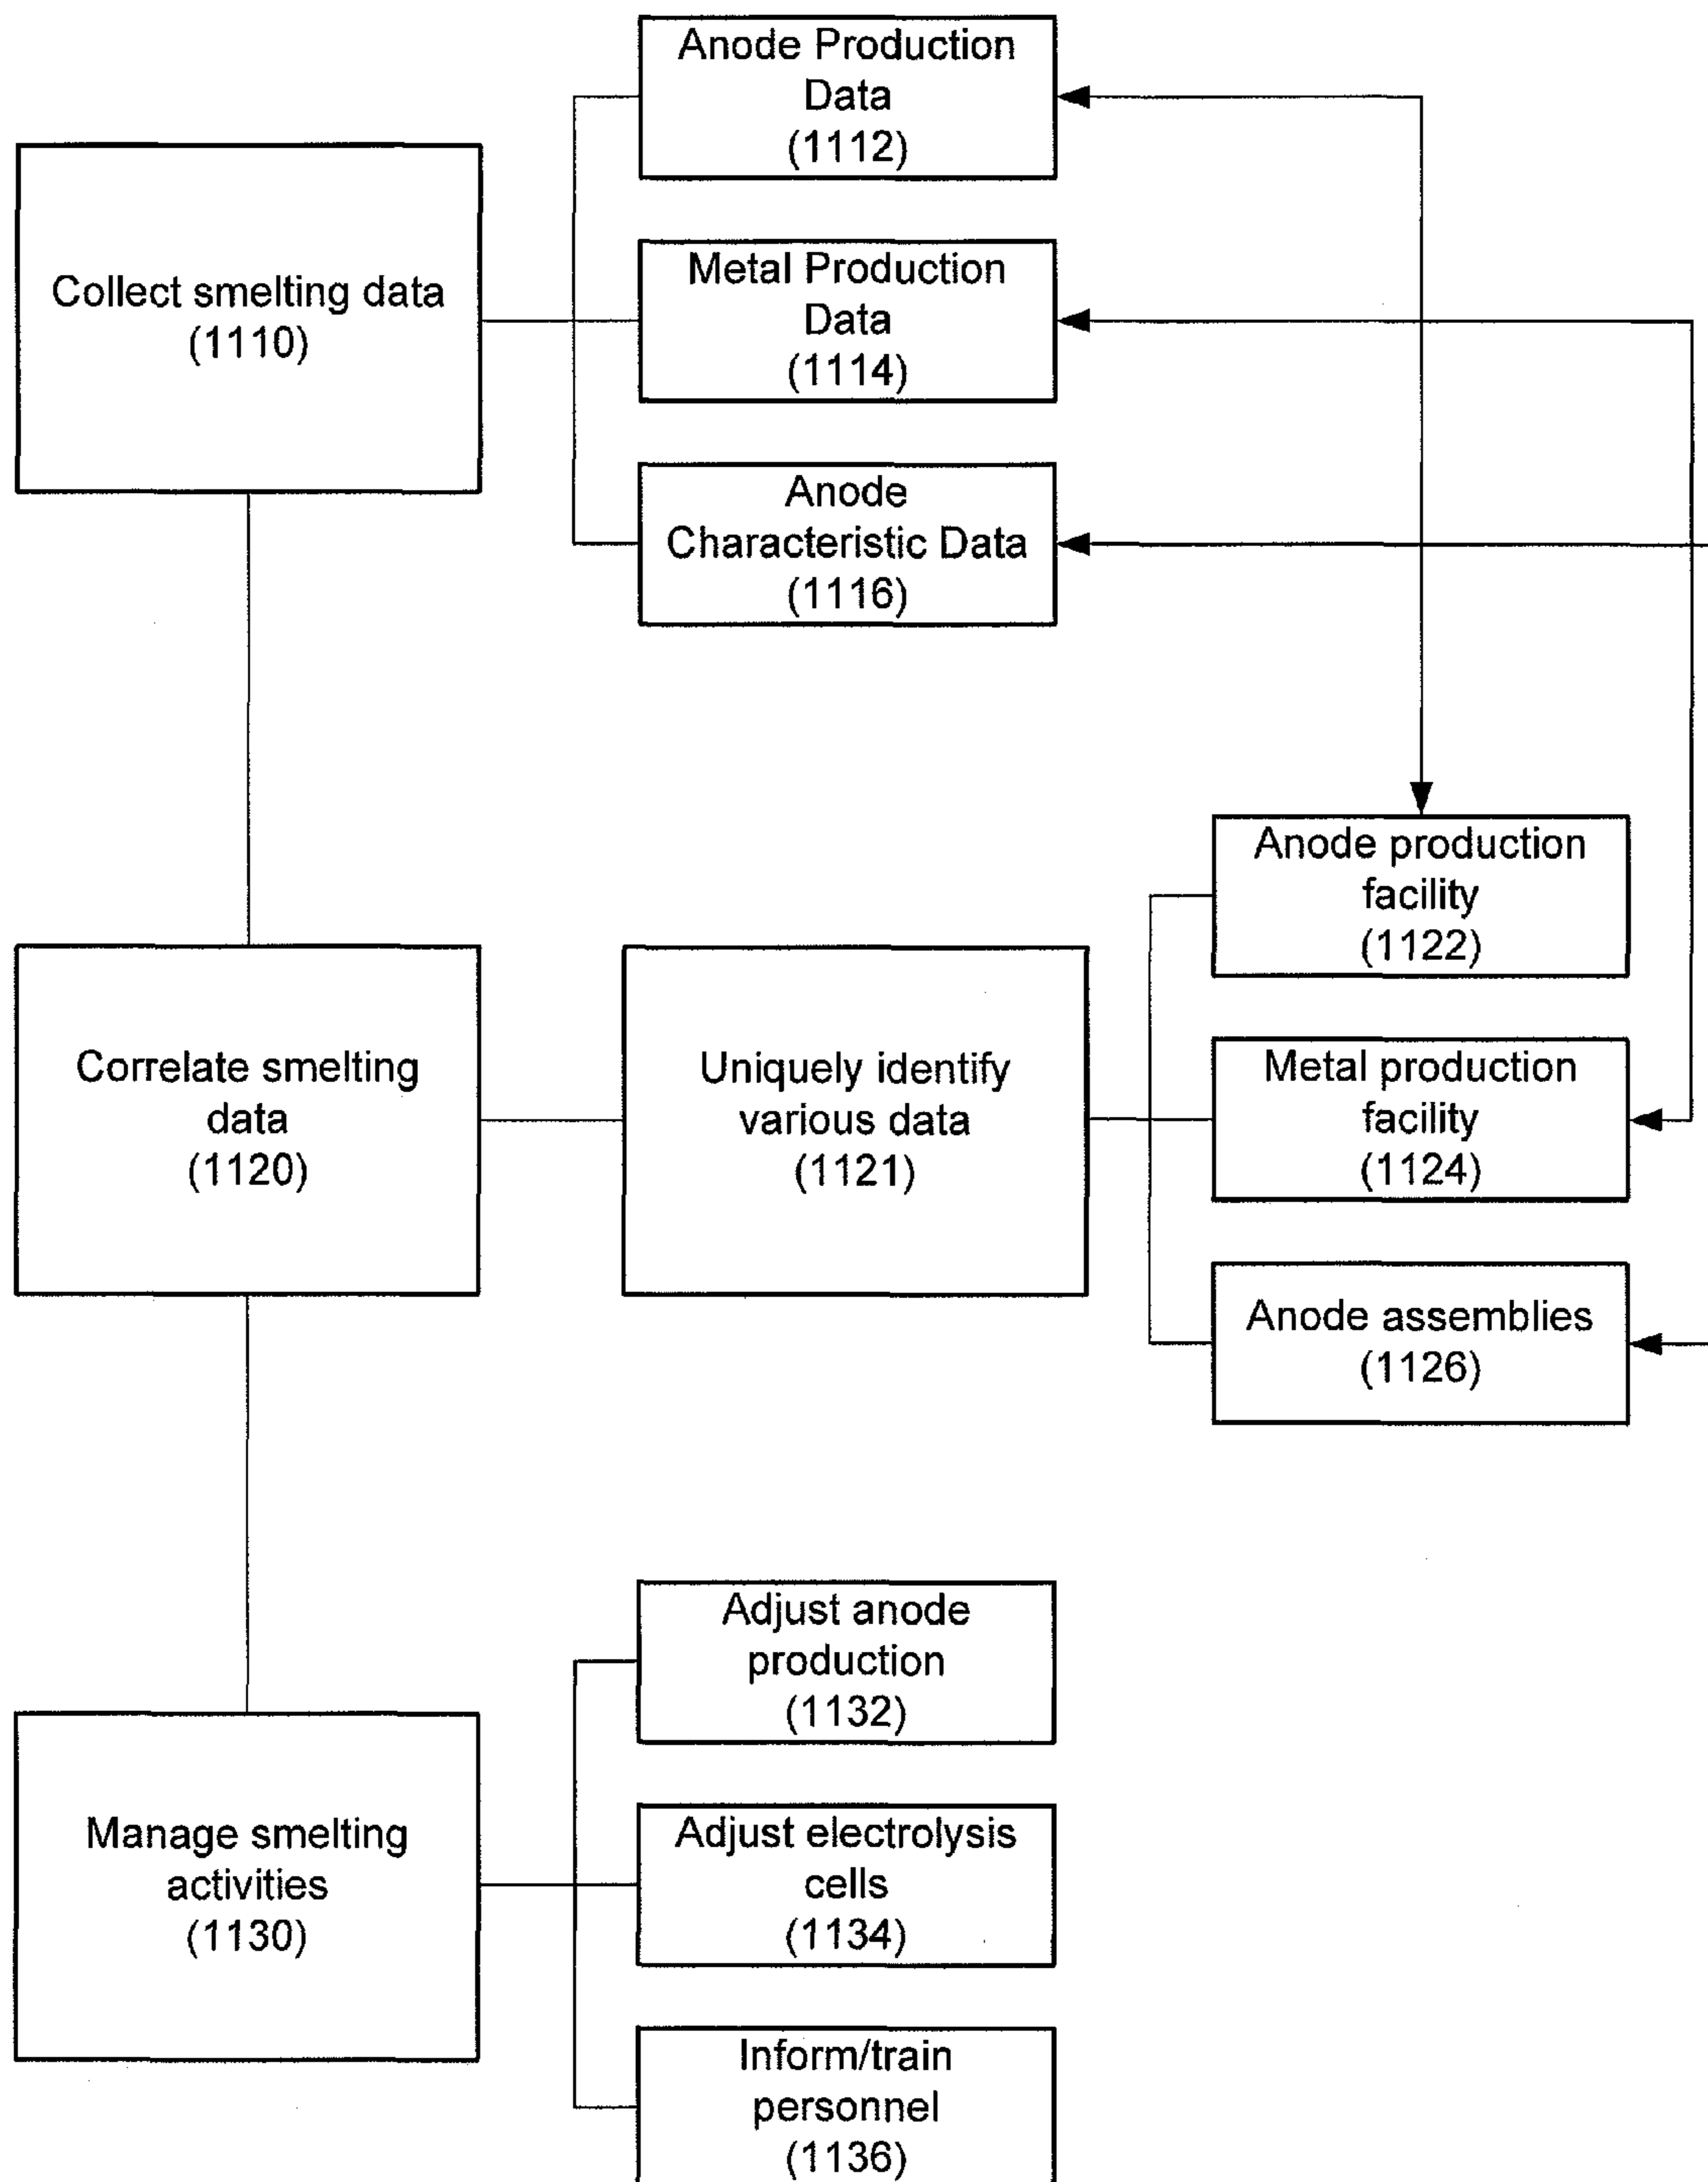 Anode Production
Data
(1112)
Collect smelting data
(1110)
Metal Production
Data
(1114)
Anode
Characteristic Data
(1116)
Anode production
facility
(1122)
Correlate smelting
data
(1120)
Uniquely identify
various data
(1121)
Metal production
facility
(1124)
Anode assemblies
(1126)
Adjust anode
production
(1132)
Manage smelting
activities
(1130)
Adjust electrolysis
cells
(1134)
Inform/train
personnel
(1136)